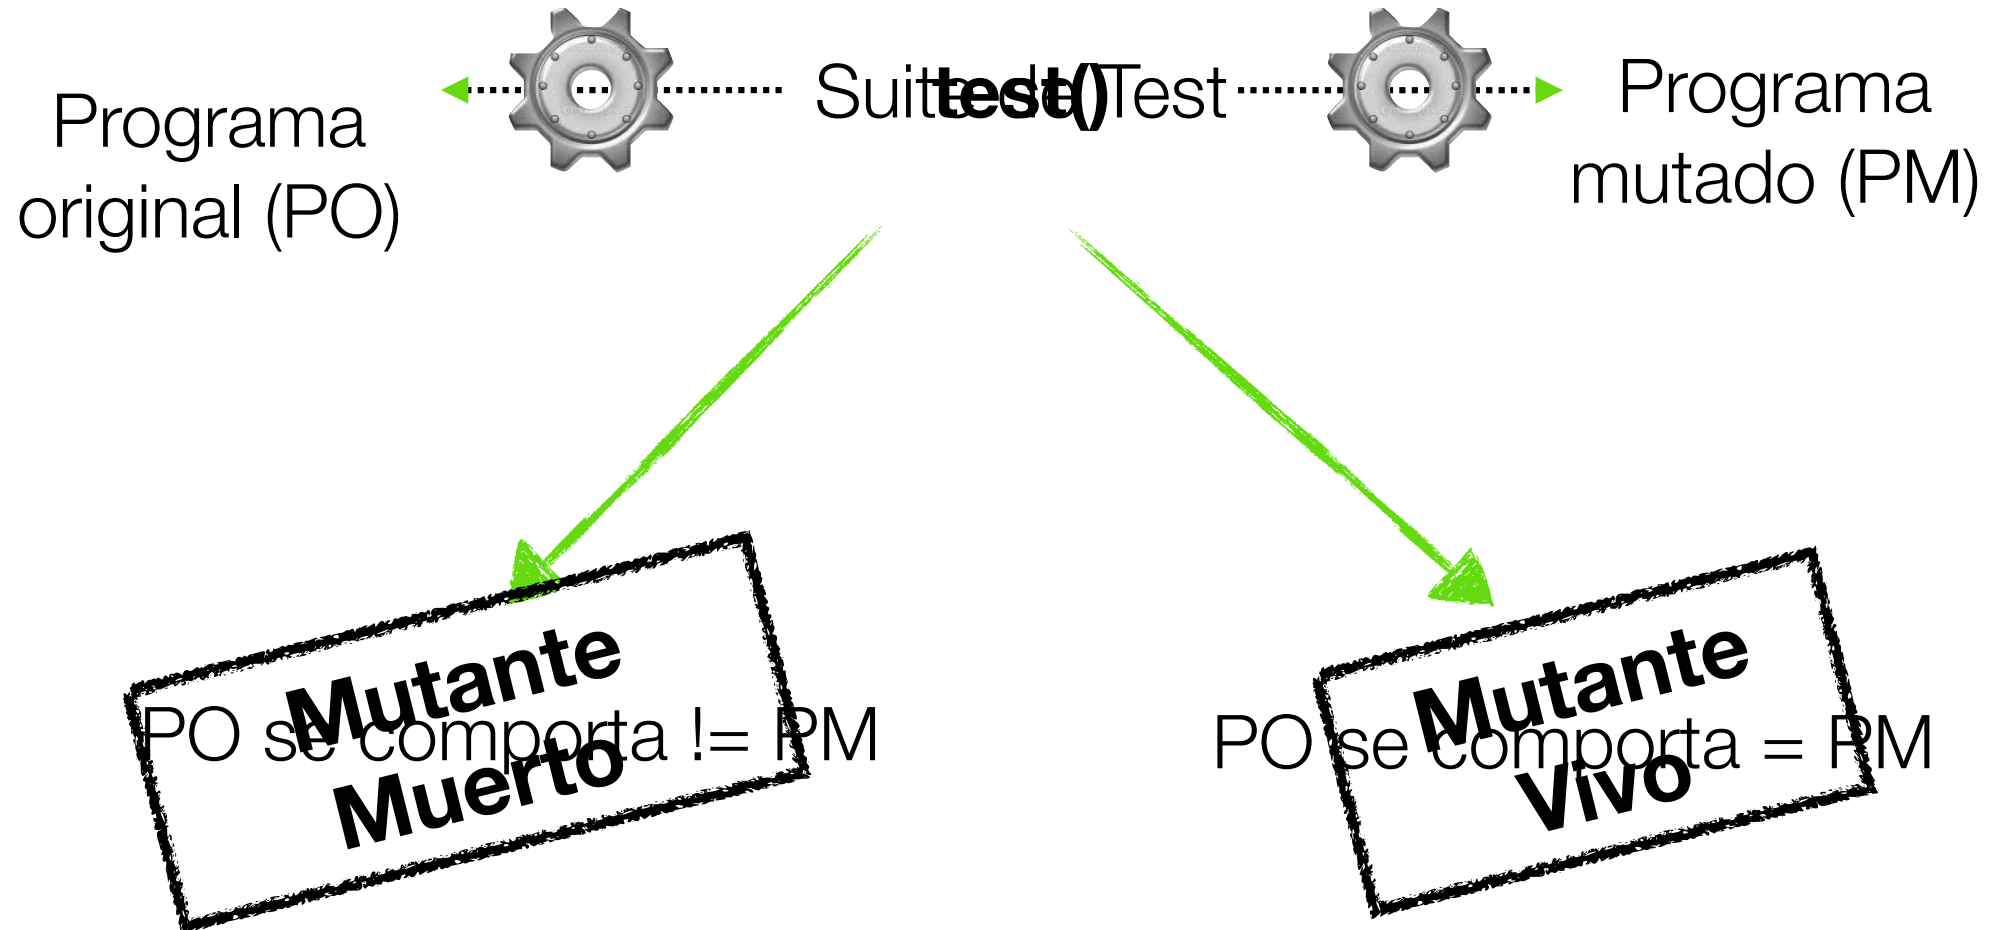 Programa
original (PO)
Suite de Test
test()
Programa
mutado (PM)
Mutante
Muerto
PO se comporta != PM
Mutante
Vivo
PO se comporta = PM